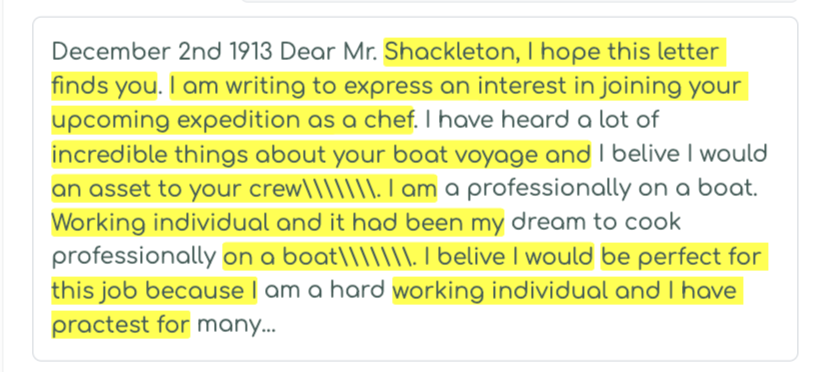 December 2nd 1913 Dear Mr. Shackleton, I hope this letter
finds you. I am writing to express an interest in joining your
upcoming expedition as a chef. I have heard a lot of
incredible things about your boat voyage and I belive I would
an asset to your crew\\\\\\\. I am a professionally on a boat.
Working individual and it had been my dream to cook
professionally on a boat\\\\\\\. I belive I would be perfect for
this job because I am a hard working individual and I have
practest for many...